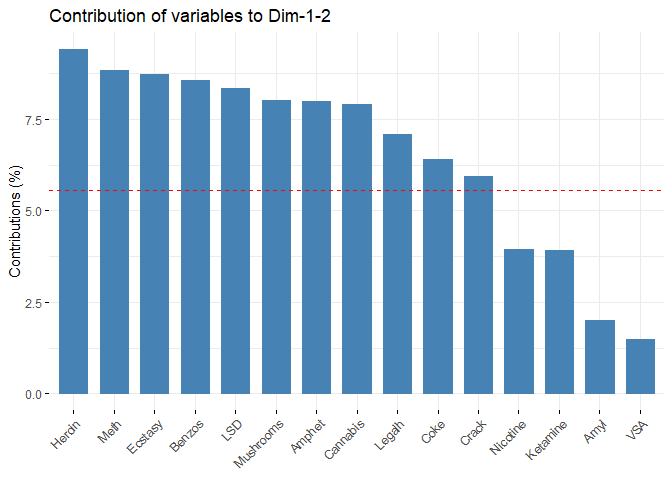 Contribution of variables to Dim-1-2
Contributions (%)
7.5
5.0
2.5
0.0
Heroin
Meth
Ecstasy
Benzos
LSD
Mushrooms
Amphet
Cannabis
Legalh
Coke
Crack
Nicotine
Ketamine
Amyl
VSA